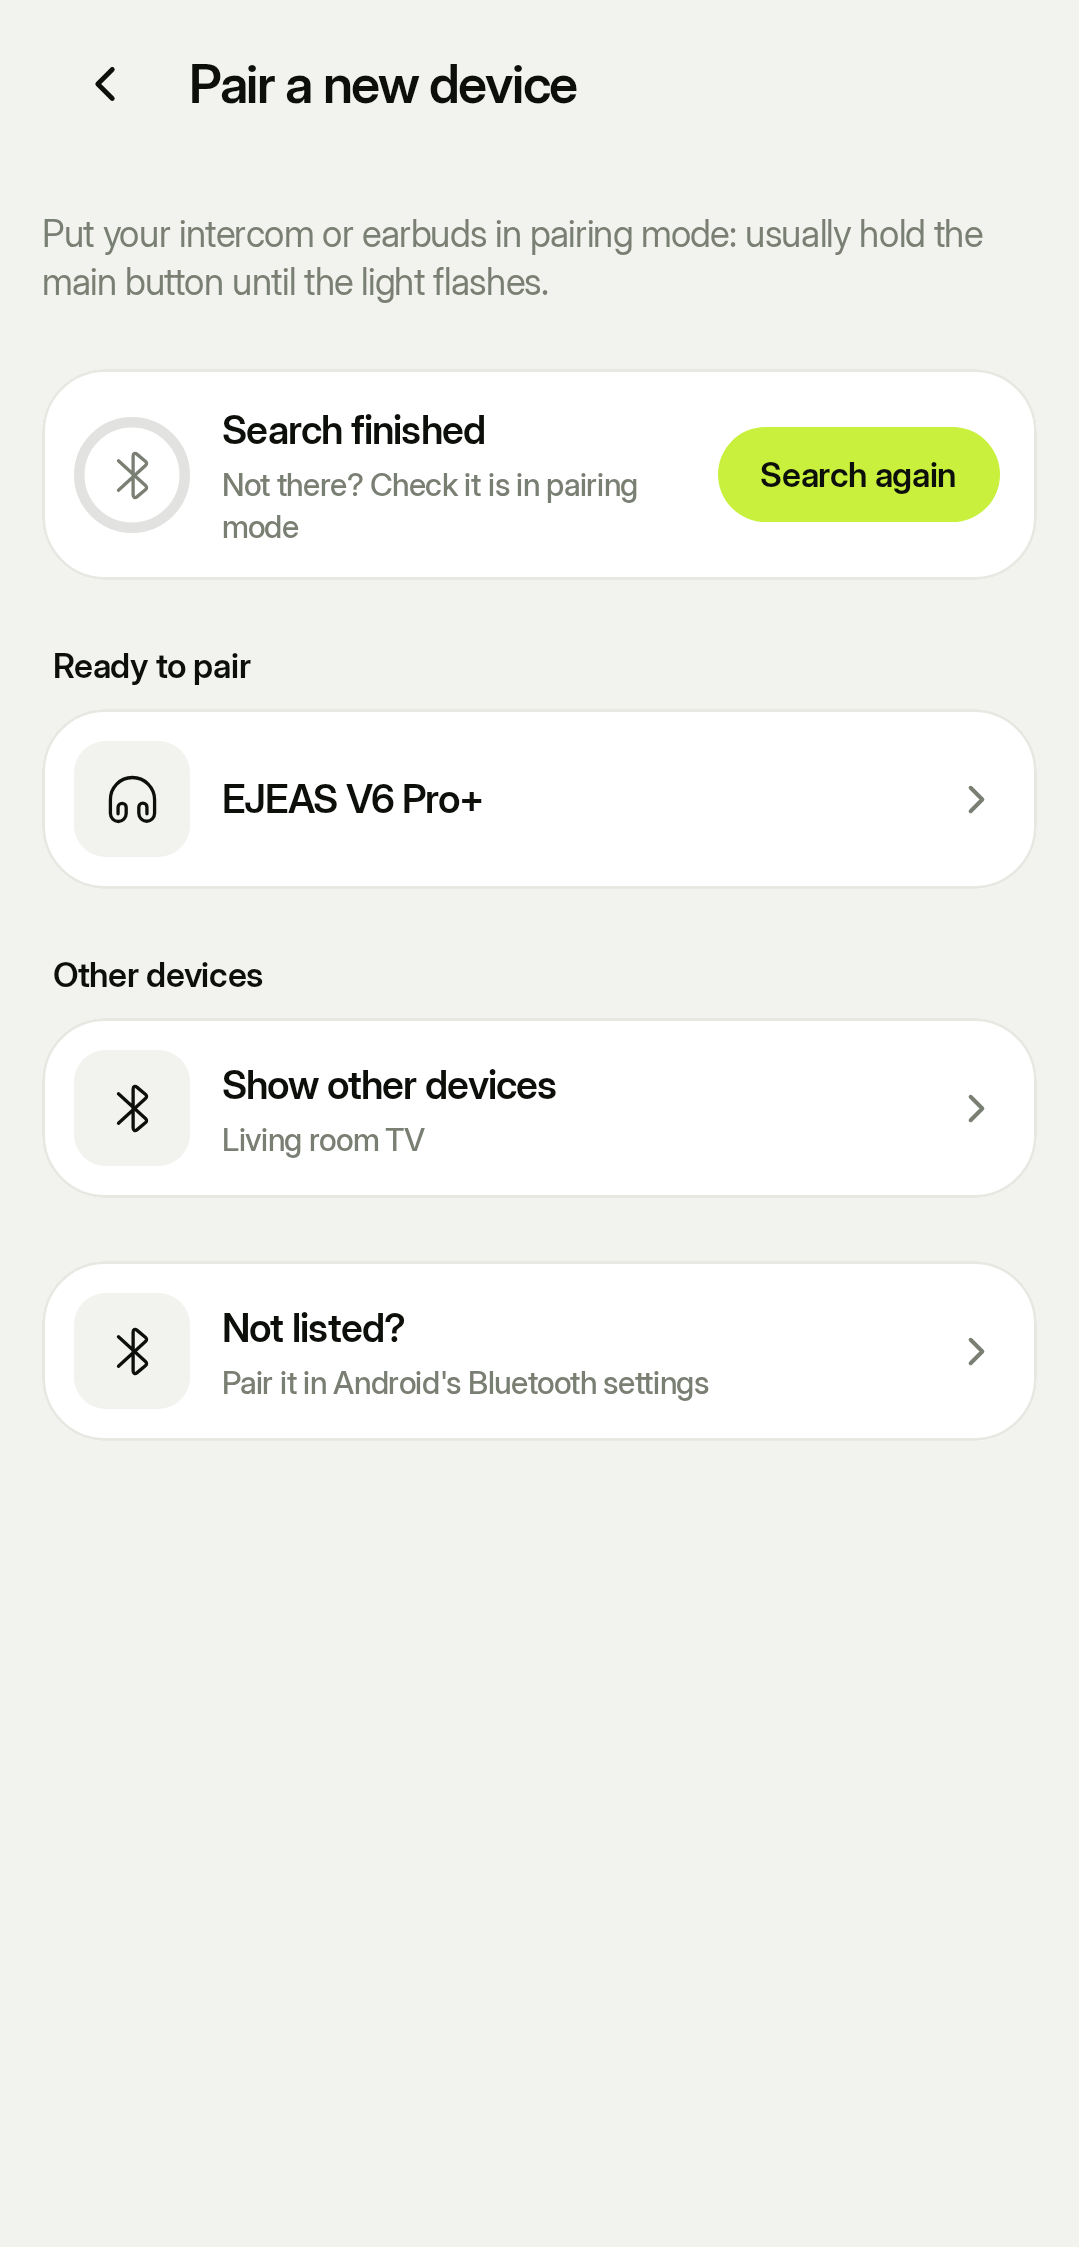 Pair a new device
Put your intercom or earbuds in pairing mode: usually hold the
main button until the light flashes.
Search finished
Not there? Check it is in pairing
mode
Search again
Ready to pair
EJEAS V6 Pro+
Other devices
Show other devices
Living room TV
Not listed?
Pair it in Android's Bluetooth settings